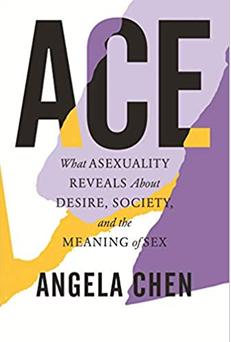 ACE
What ASEXUALITY
REVEALS About
DESIRE, SOCIETY,
and the
MEANING of SEX
ANGELA CHEN